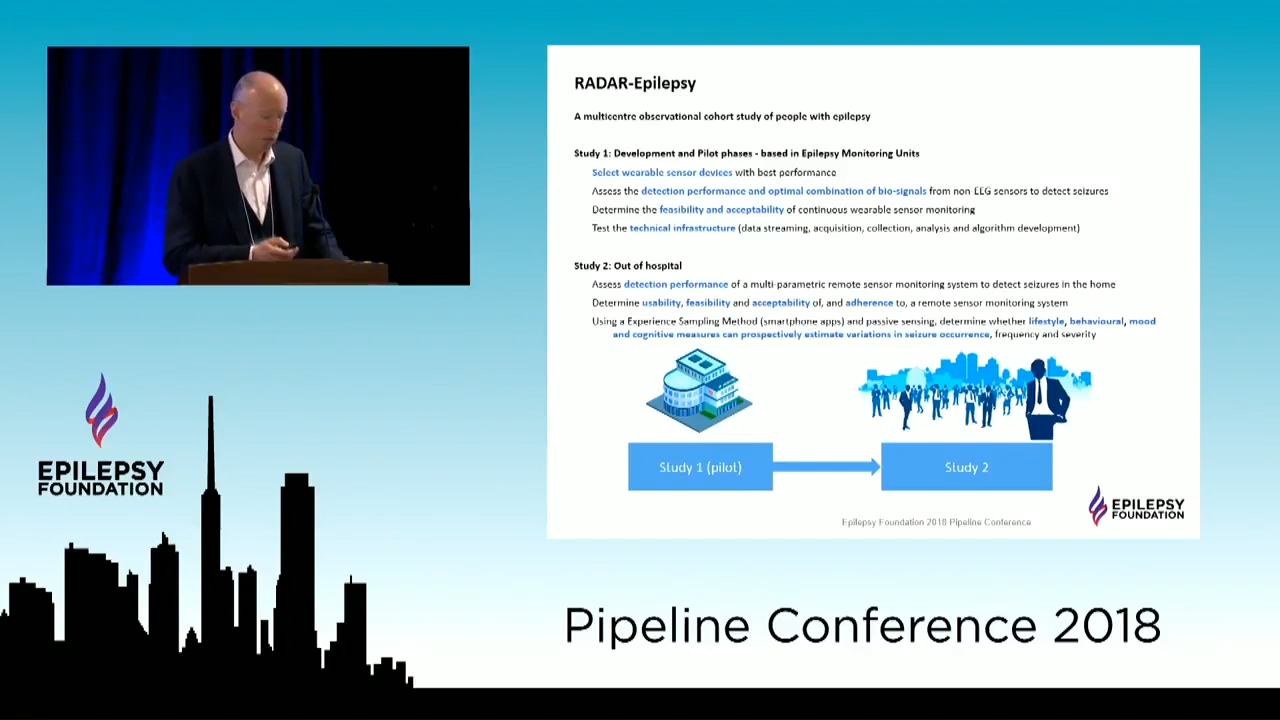 RADAR-Epilepsy
A multicentre observational cohort study of people with epilepsy
Study 1: Development and Pilot phases - based in Epilepsy Monitoring Units
Select wearable sensor devices with best performance
Assess the detection performance and optimal combination of bio-signals from non EEG sensors to detect seizures
Determine the feasibility and acceptability of continuous wearable sensor monitoring
Test the technical infrastructure (data streaming, acquisition, collection, analysis and algorithm development)
Study 2: Out of hospital
Assess detection performance of a multi-parametric remote sensor monitoring system to detect seizures in the home
Determine usability, feasibility and acceptability of, and adherence to, a remote sensor monitoring system
Using a Experience Sampling Method (smartphone apps) and passive sensing, determine whether lifestyle, behavioural, mood
and cognitive measures can prospectively estimate variations in seizure occurrence, frequency and severity
Study 1 (pilot)
Study 2
Epilepsy Foundation 2018 Pipeline Conference
EPILEPSY
FOUNDATION
EPILEPSY
FOUNDATION
Pipeline Conference 2018